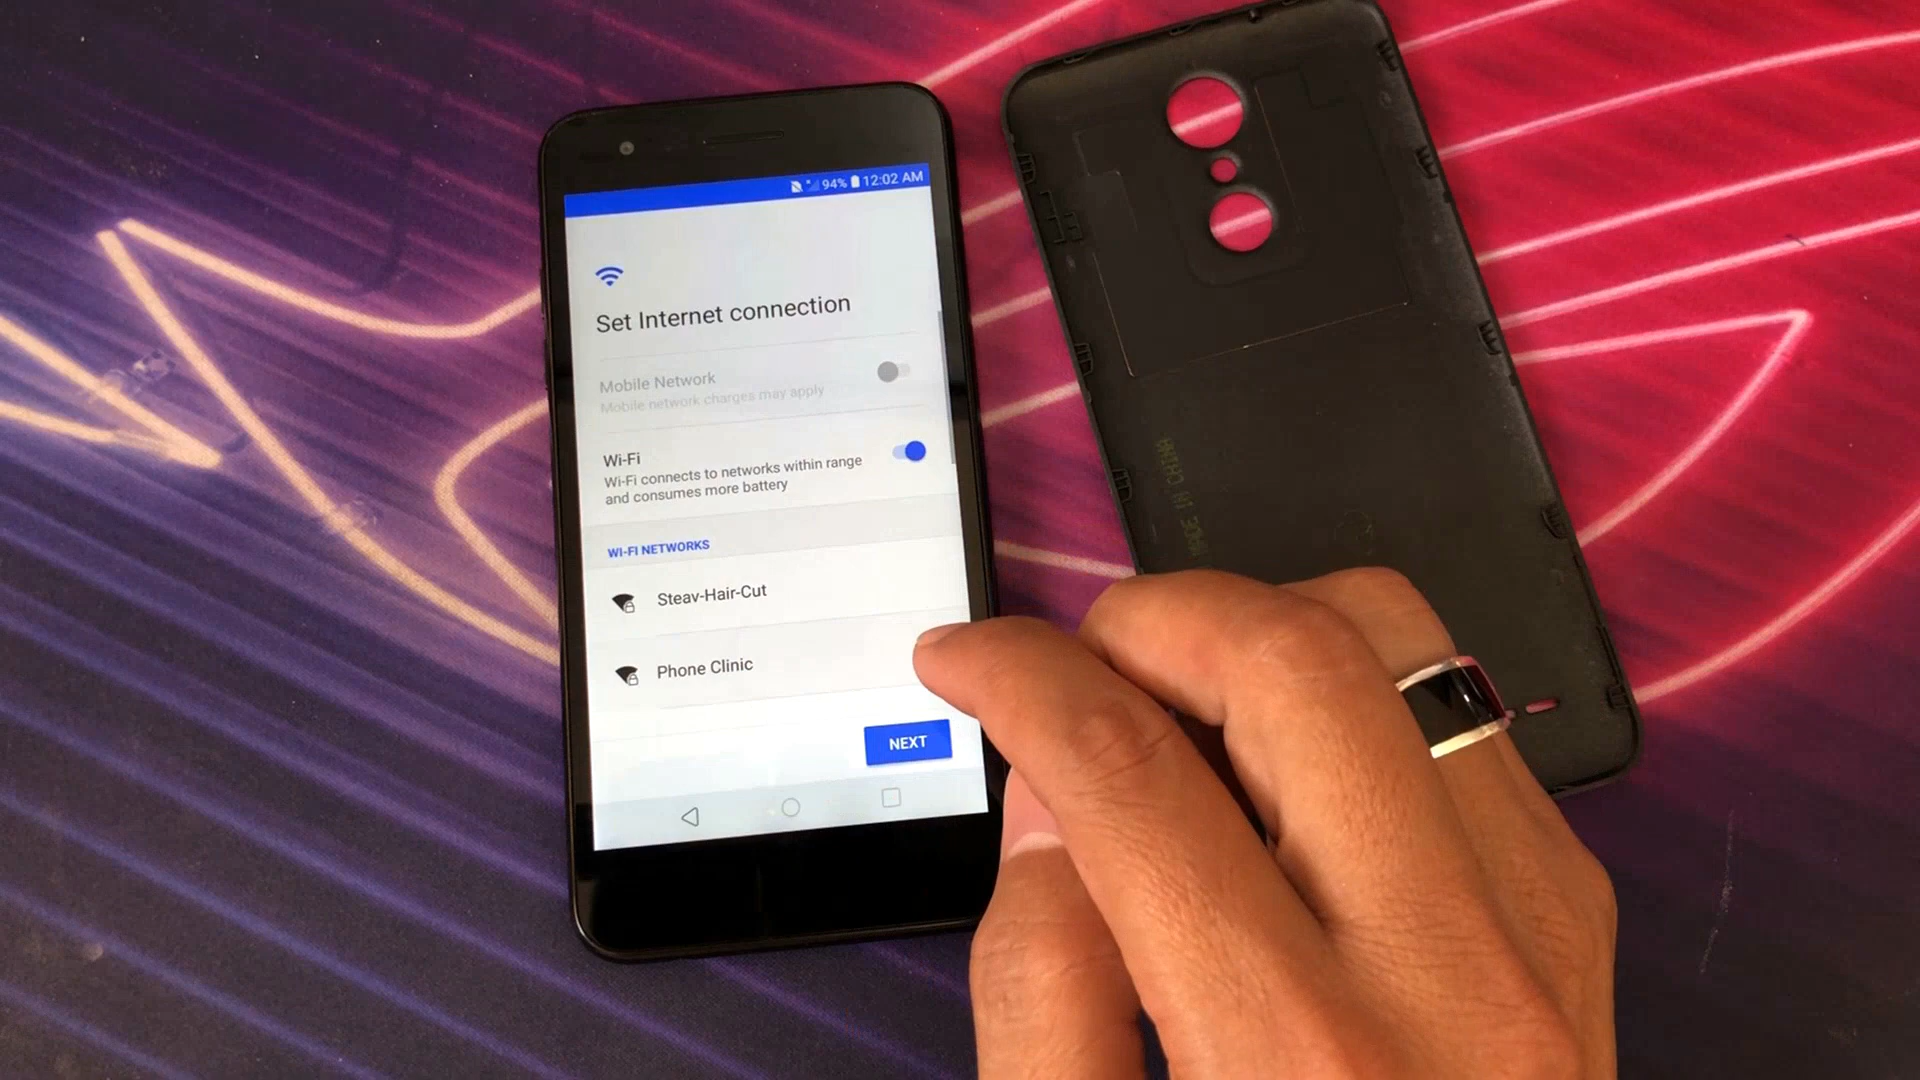 94% 12:02 AM
Set Internet connection
Mobile Network
Mobile network charges may apply
Wi-Fi
Wi-Fi connects to networks within range
and consumes more battery
WI-FI NETWORKS
Steav-Hair-Cut
Phone Clinic
NEXT
MADE IN CHINA